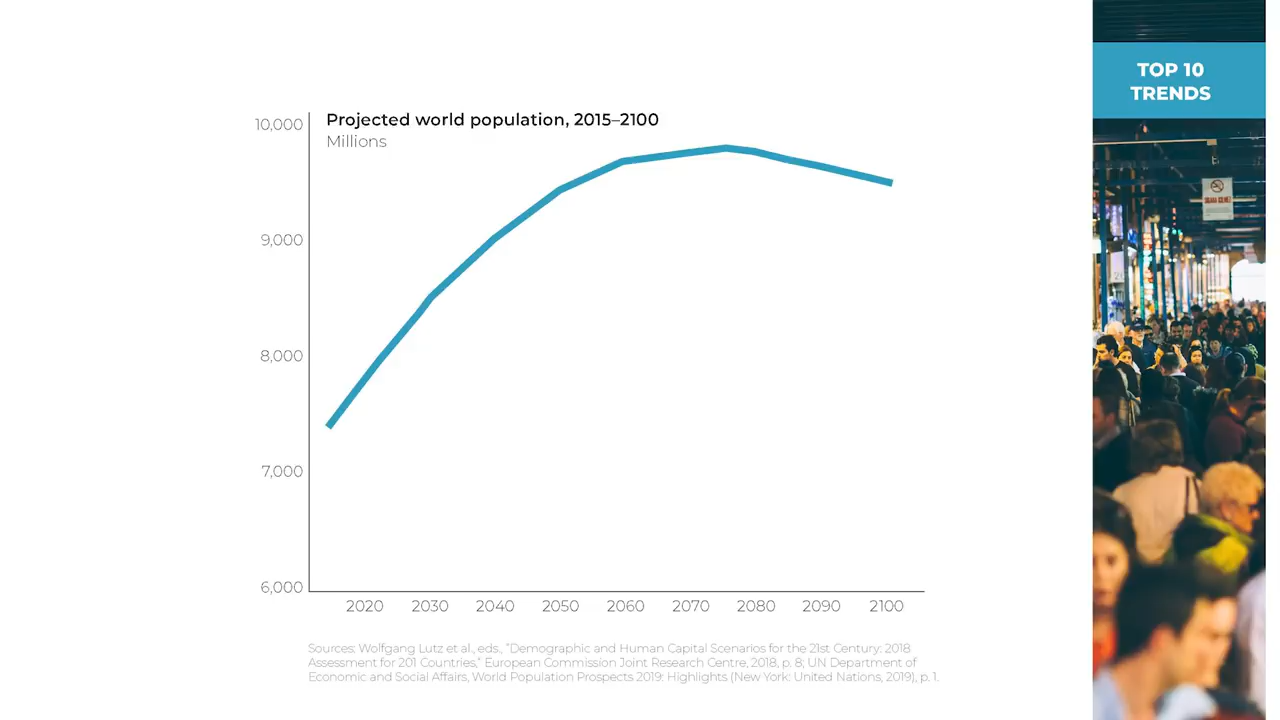 TOP 10
TRENDS
Projected world population, 2015–2100
Millions
10,000
9,000
8,000
7,000
6,000
2020 2030 2040 2050 2060 2070 2080 2090 2100
Sources: Wolfgang Lutz et al., eds., “Demographic and Human Capital Scenarios for the 21st Century: 2018
Assessment for 201 Countries,” European Commission Joint Research Centre, 2018, p. 8; UN Department of
Economic and Social Affairs, World Population Prospects 2019: Highlights (New York: United Nations, 2019), p. 1.